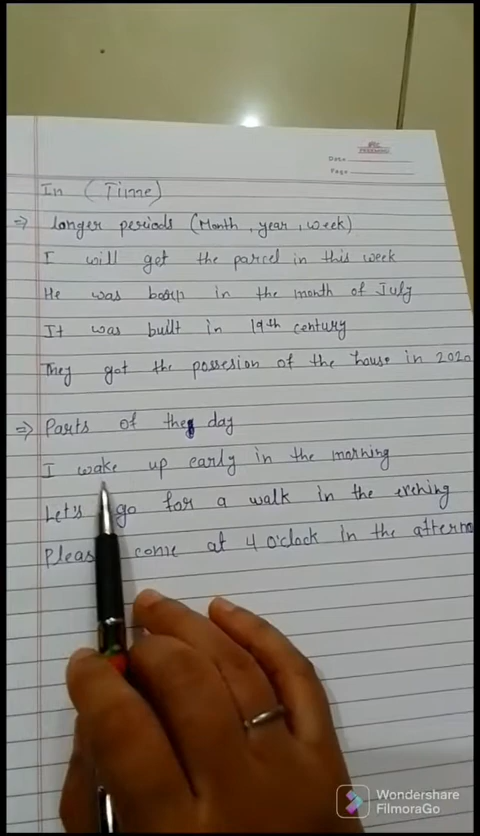 Date
Page
In (Time)
⇒ longer periods (Month, year, week)
I will get the parcel in this week
He was born in the month of July
It was built in 19th century
They got the possesion of the house in 2020
⇒ Parts of the day
I wake up early in the morning
Let's go for a walk in the evening
Pleas come at 4 o'clock in the afterno
Wondershare
FilmoraGo